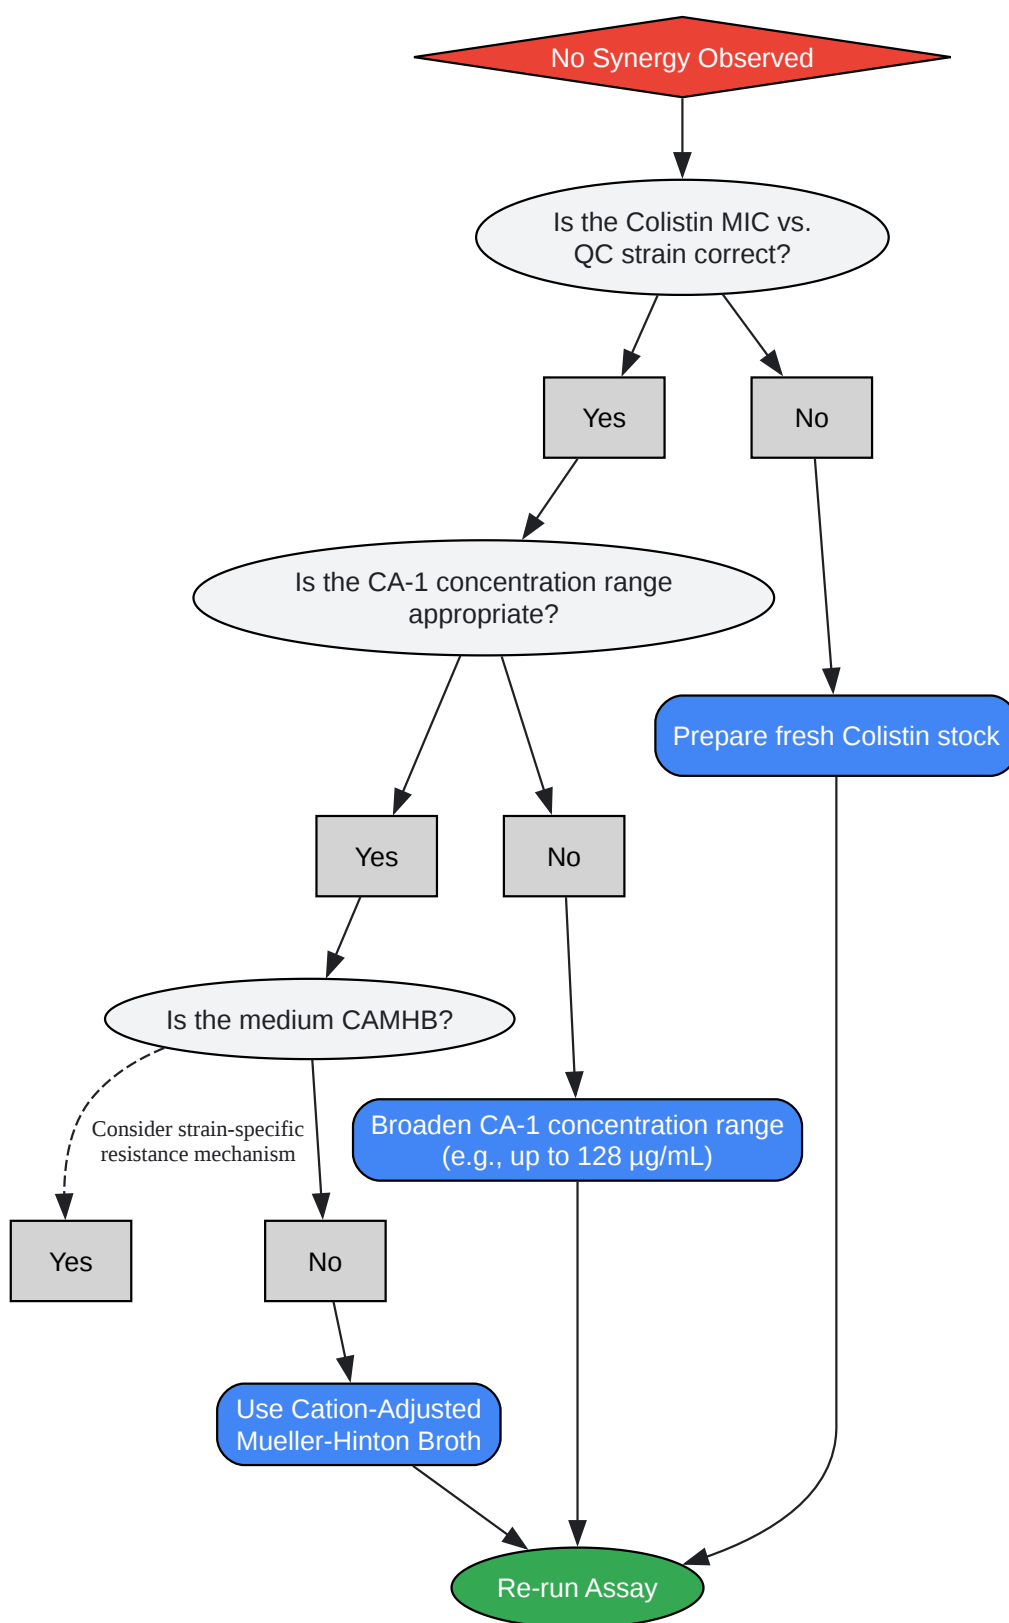 No Synergy Observed
Is the Colistin MIC vs.
QC strain correct?
Yes
No
Is the CA-1 concentration range
appropriate?
Prepare fresh Colistin stock
Yes
No
Is the medium CAMHB?
Consider strain-specific
resistance mechanism
Broaden CA-1 concentration range
(e.g., up to 128 µg/mL)
Yes
No
Use Cation-Adjusted
Mueller-Hinton Broth
Re-run Assay